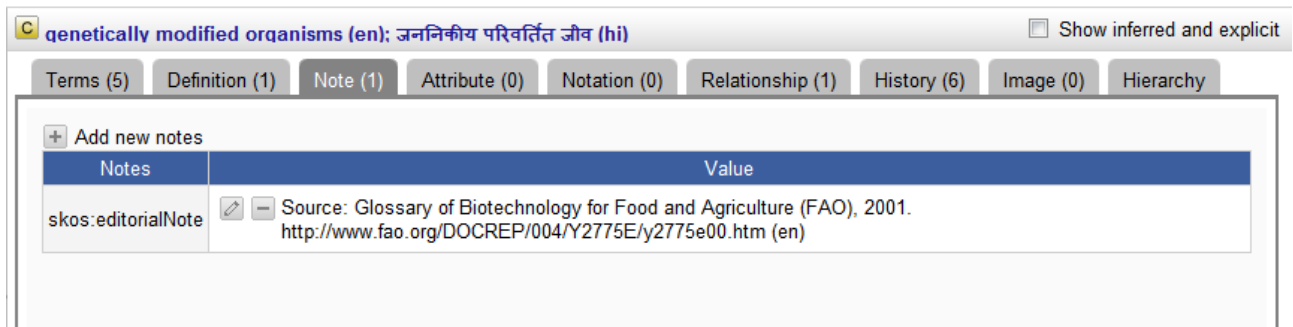 C genetically modified organisms (en); जननिकीय परिवर्तित जीव (hi) Show inferred and explicit
Terms (5) Definition (1) Note (1) Attribute (0) Notation (0) Relationship (1) History (6) Image (0) Hierarchy
+ Add new notes
Notes Value
skos:editorialNote Source: Glossary of Biotechnology for Food and Agriculture (FAO), 2001.
http://www.fao.org/DOCREP/004/Y2775E/y2775e00.htm (en)